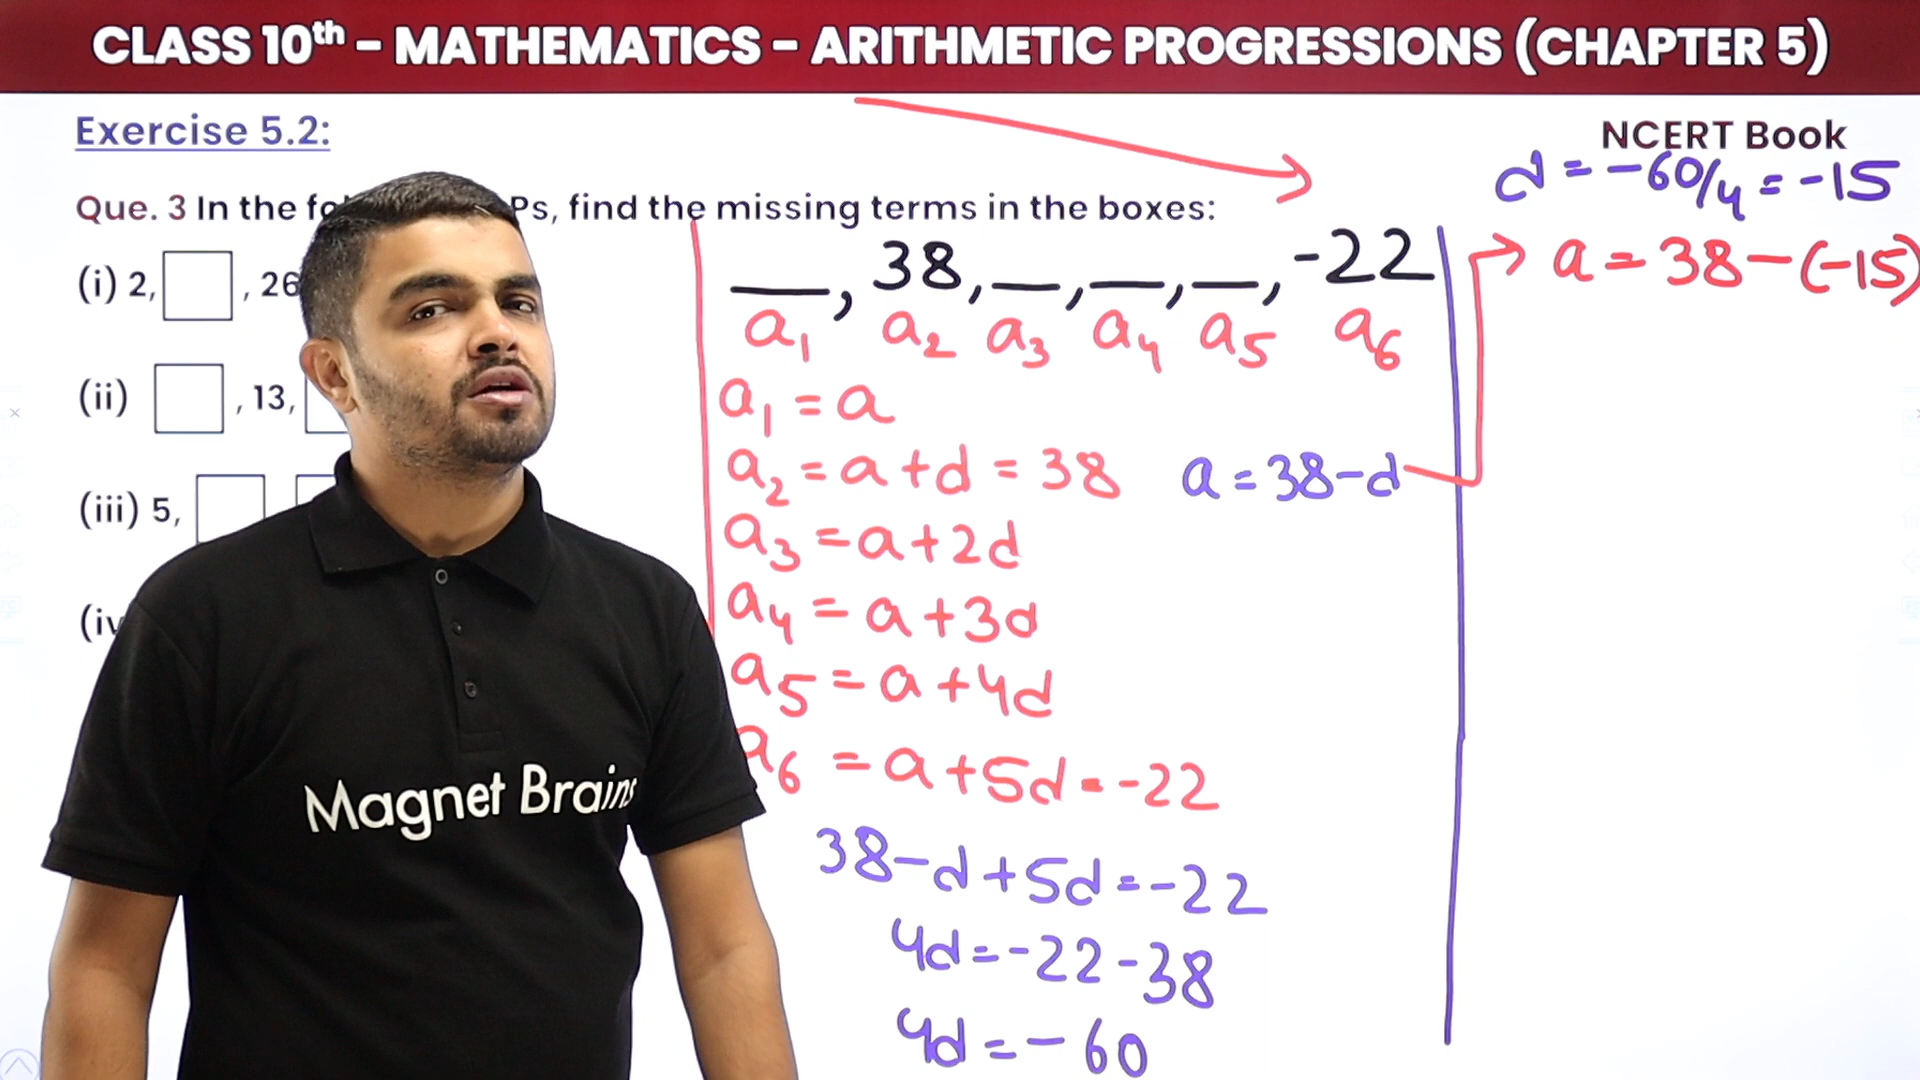 CLASS 10th – MATHEMATICS – ARITHMETIC PROGRESSIONS (CHAPTER 5)
Exercise 5.2:
NCERT Book
d = -60/4 = -15
Que. 3 In the Ps, find the missing terms in the boxes:
(i) 2, , 26
__, 38, __, __, __, -22
a = 38 - (-15)
a1 a2 a3 a4 a5 a6
(ii) , 13,
a1 = a
a2 = a + d = 38 a = 38 - d
(iii) 5,
a3 = a + 2d
(iv
a4 = a + 3d
a5 = a + 4d
a6 = a + 5d = -22
Magnet Brains
38 - d + 5d = -22
4d = -22 - 38
4d = -60